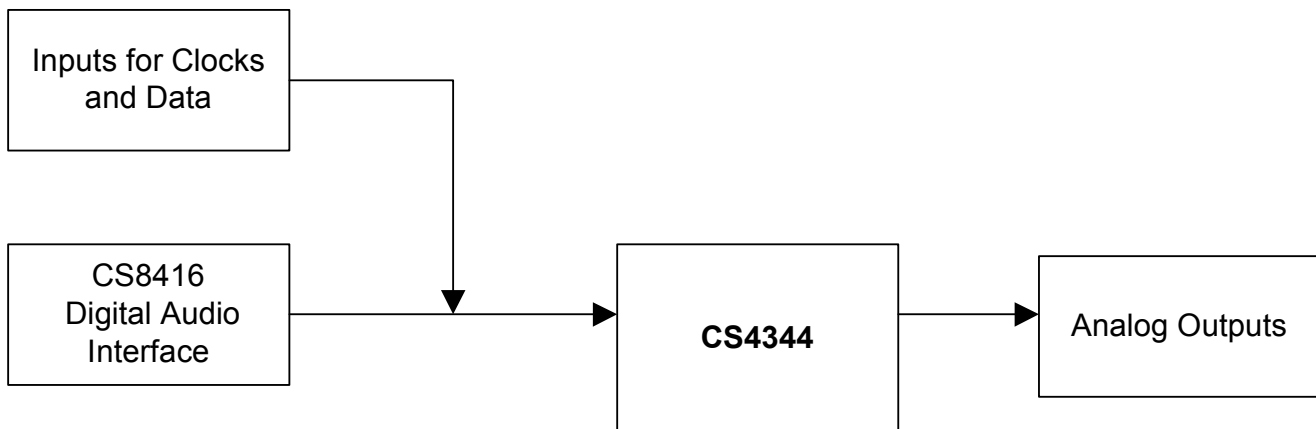 Inputs for Clocks
and Data
CS8416
Digital Audio
Interface
CS4344
Analog Outputs